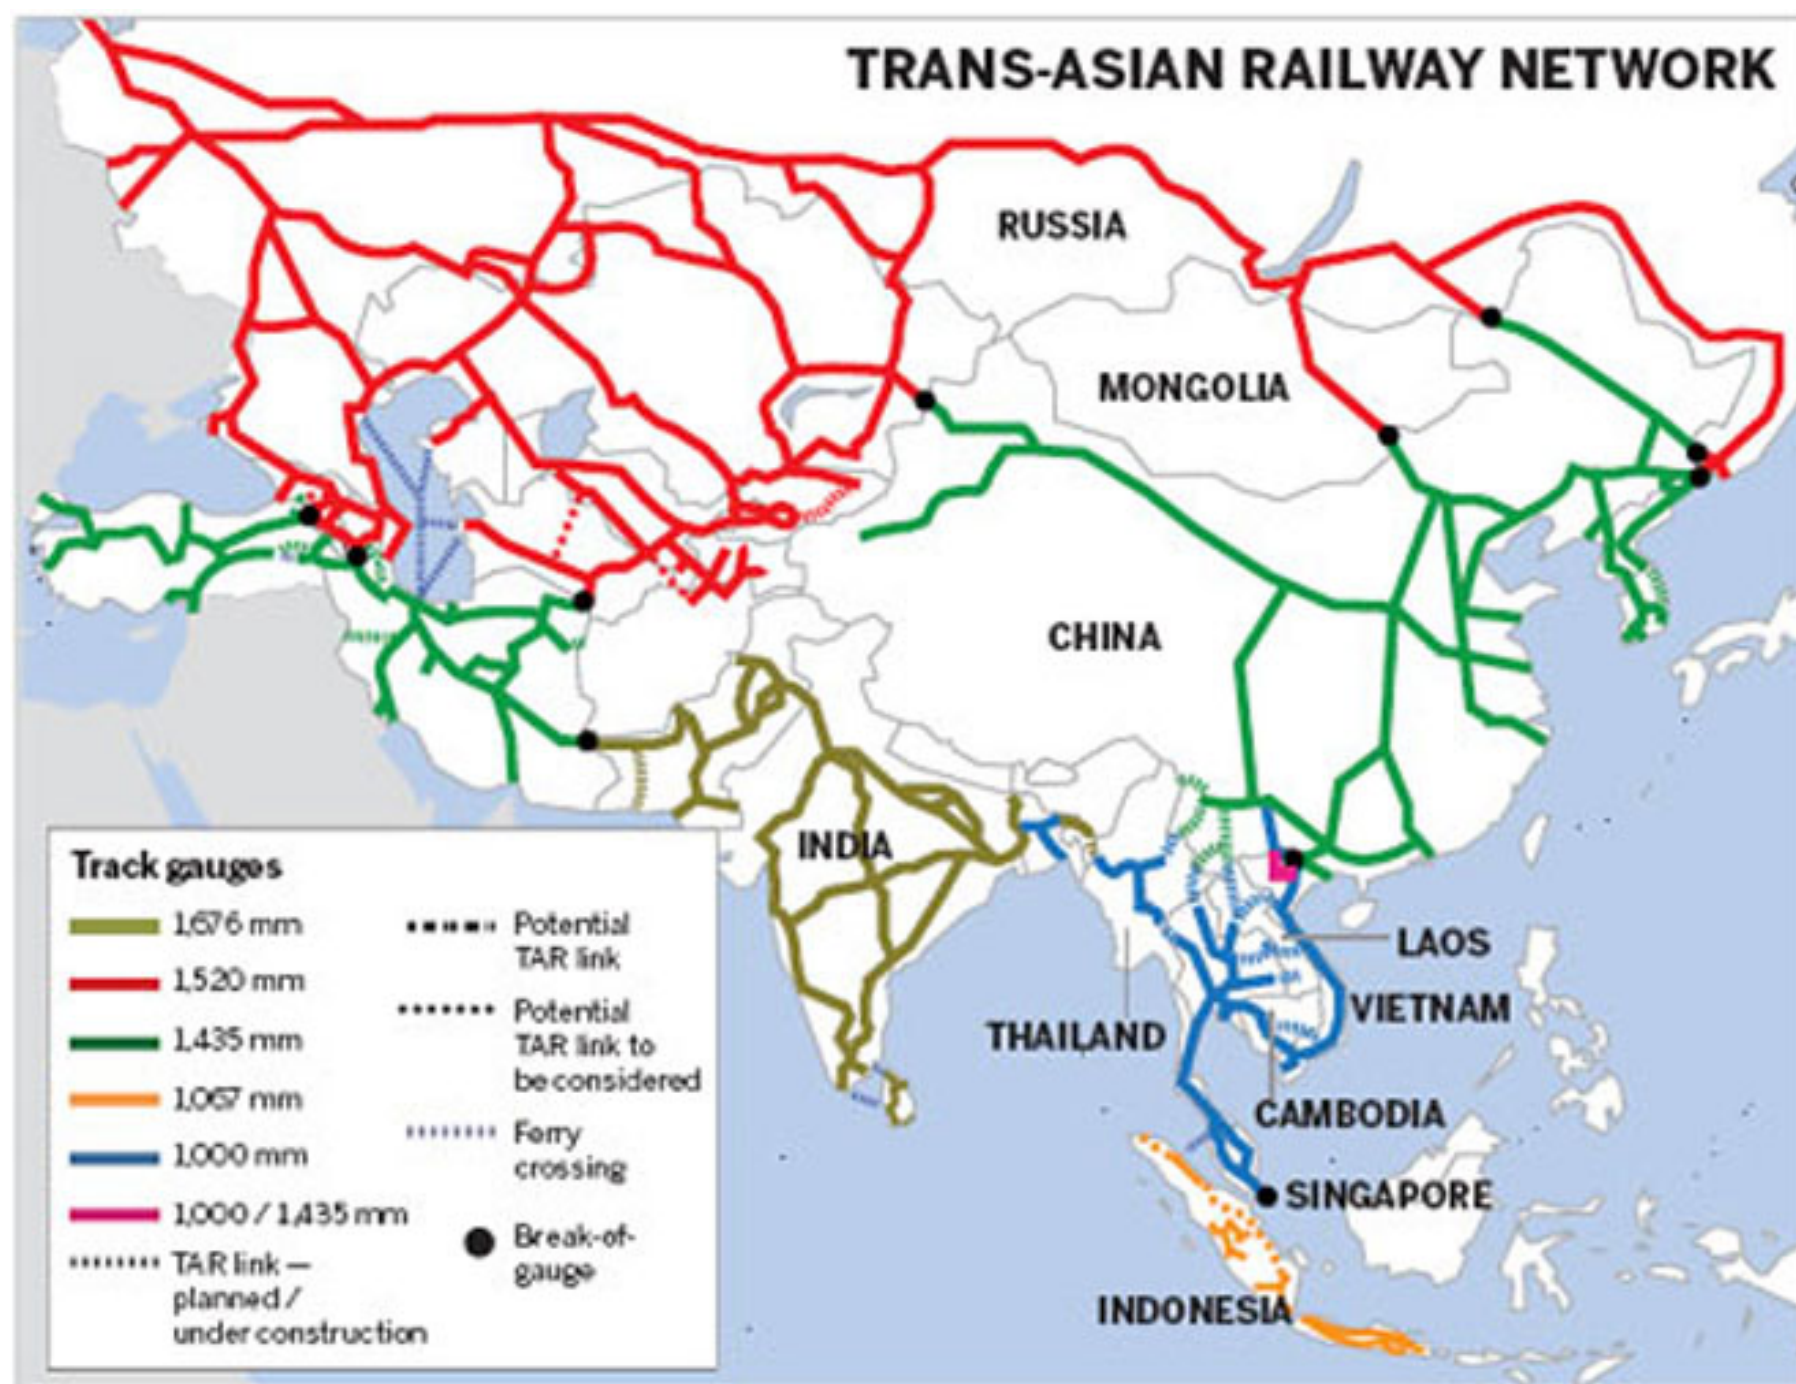 TRANS-ASIAN RAILWAY NETWORK
RUSSIA
MONGOLIA
CHINA
INDIA
LAOS
VIETNAM
THAILAND
CAMBODIA
SINGAPORE
INDONESIA
Track gauges
1,676 mm
1,520 mm
1,435 mm
1,067 mm
1,000 mm
1,000 / 1,435 mm
TAR link —
planned /
under construction
Potential
TAR link
Potential
TAR link to
be considered
Ferry
crossing
Break-of-
gauge